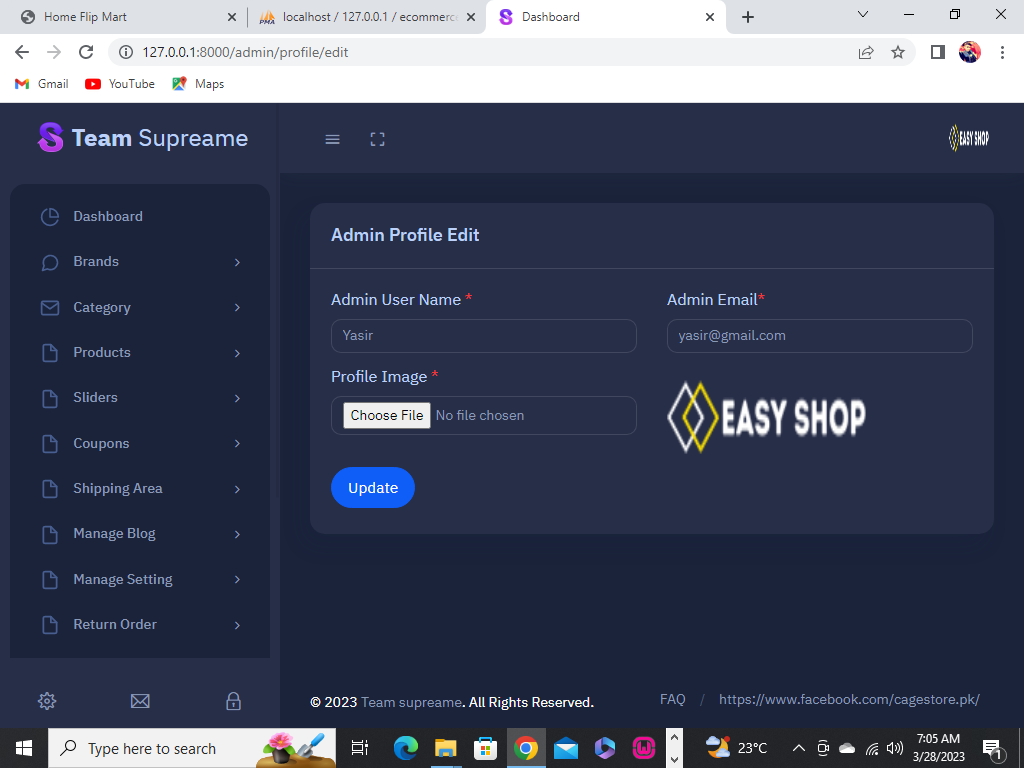 Home Flip Mart
localhost / 127.0.0.1 / ecommerce
Dashboard
127.0.0.1:8000/admin/profile/edit
Gmail
YouTube
Maps
Team Supreame
EASY SHOP
Dashboard
Brands
Category
Products
Sliders
Coupons
Shipping Area
Manage Blog
Manage Setting
Return Order
Admin Profile Edit
Admin User Name *
Admin Email*
Yasir
yasir@gmail.com
Profile Image *
Choose File No file chosen
EASY SHOP
Update
© 2023 Team supreame. All Rights Reserved.
FAQ / https://www.facebook.com/cagestore.pk/
Type here to search
23°C
7:05 AM
3/28/2023
1